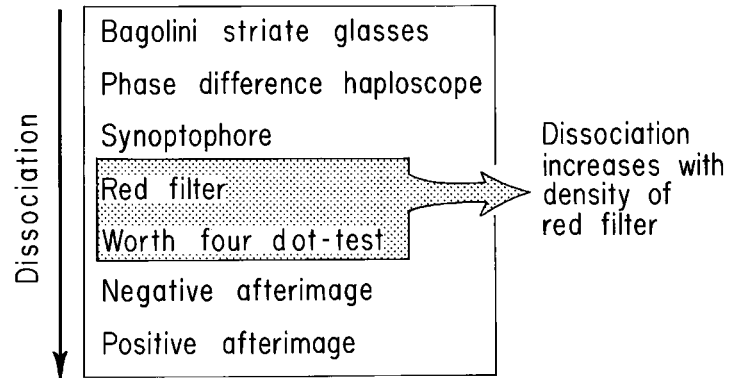 Dissociation
Bagolini striate glasses
Phase difference haploscope
Synoptophore
Red filter
Worth four dot-test
Negative afterimage
Positive afterimage
Dissociation
increases with
density of
red filter